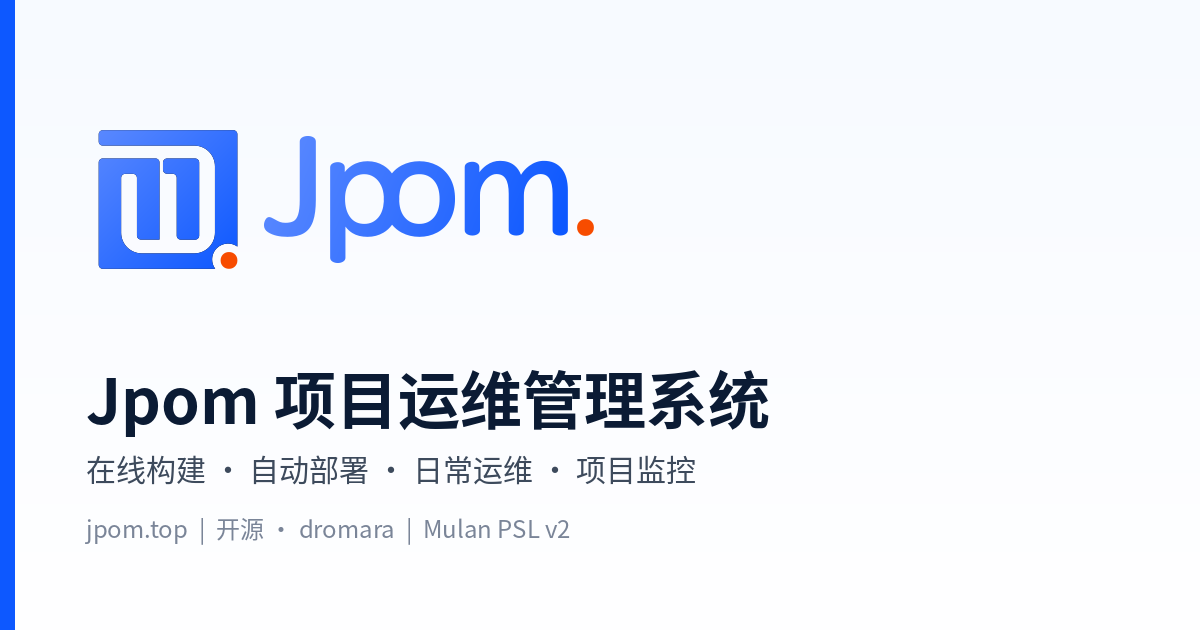 Jpom.
Jpom 项目运维管理系统
在线构建 · 自动部署 · 日常运维 · 项目监控
jpom.top | 开源 · dromara | Mulan PSL v2